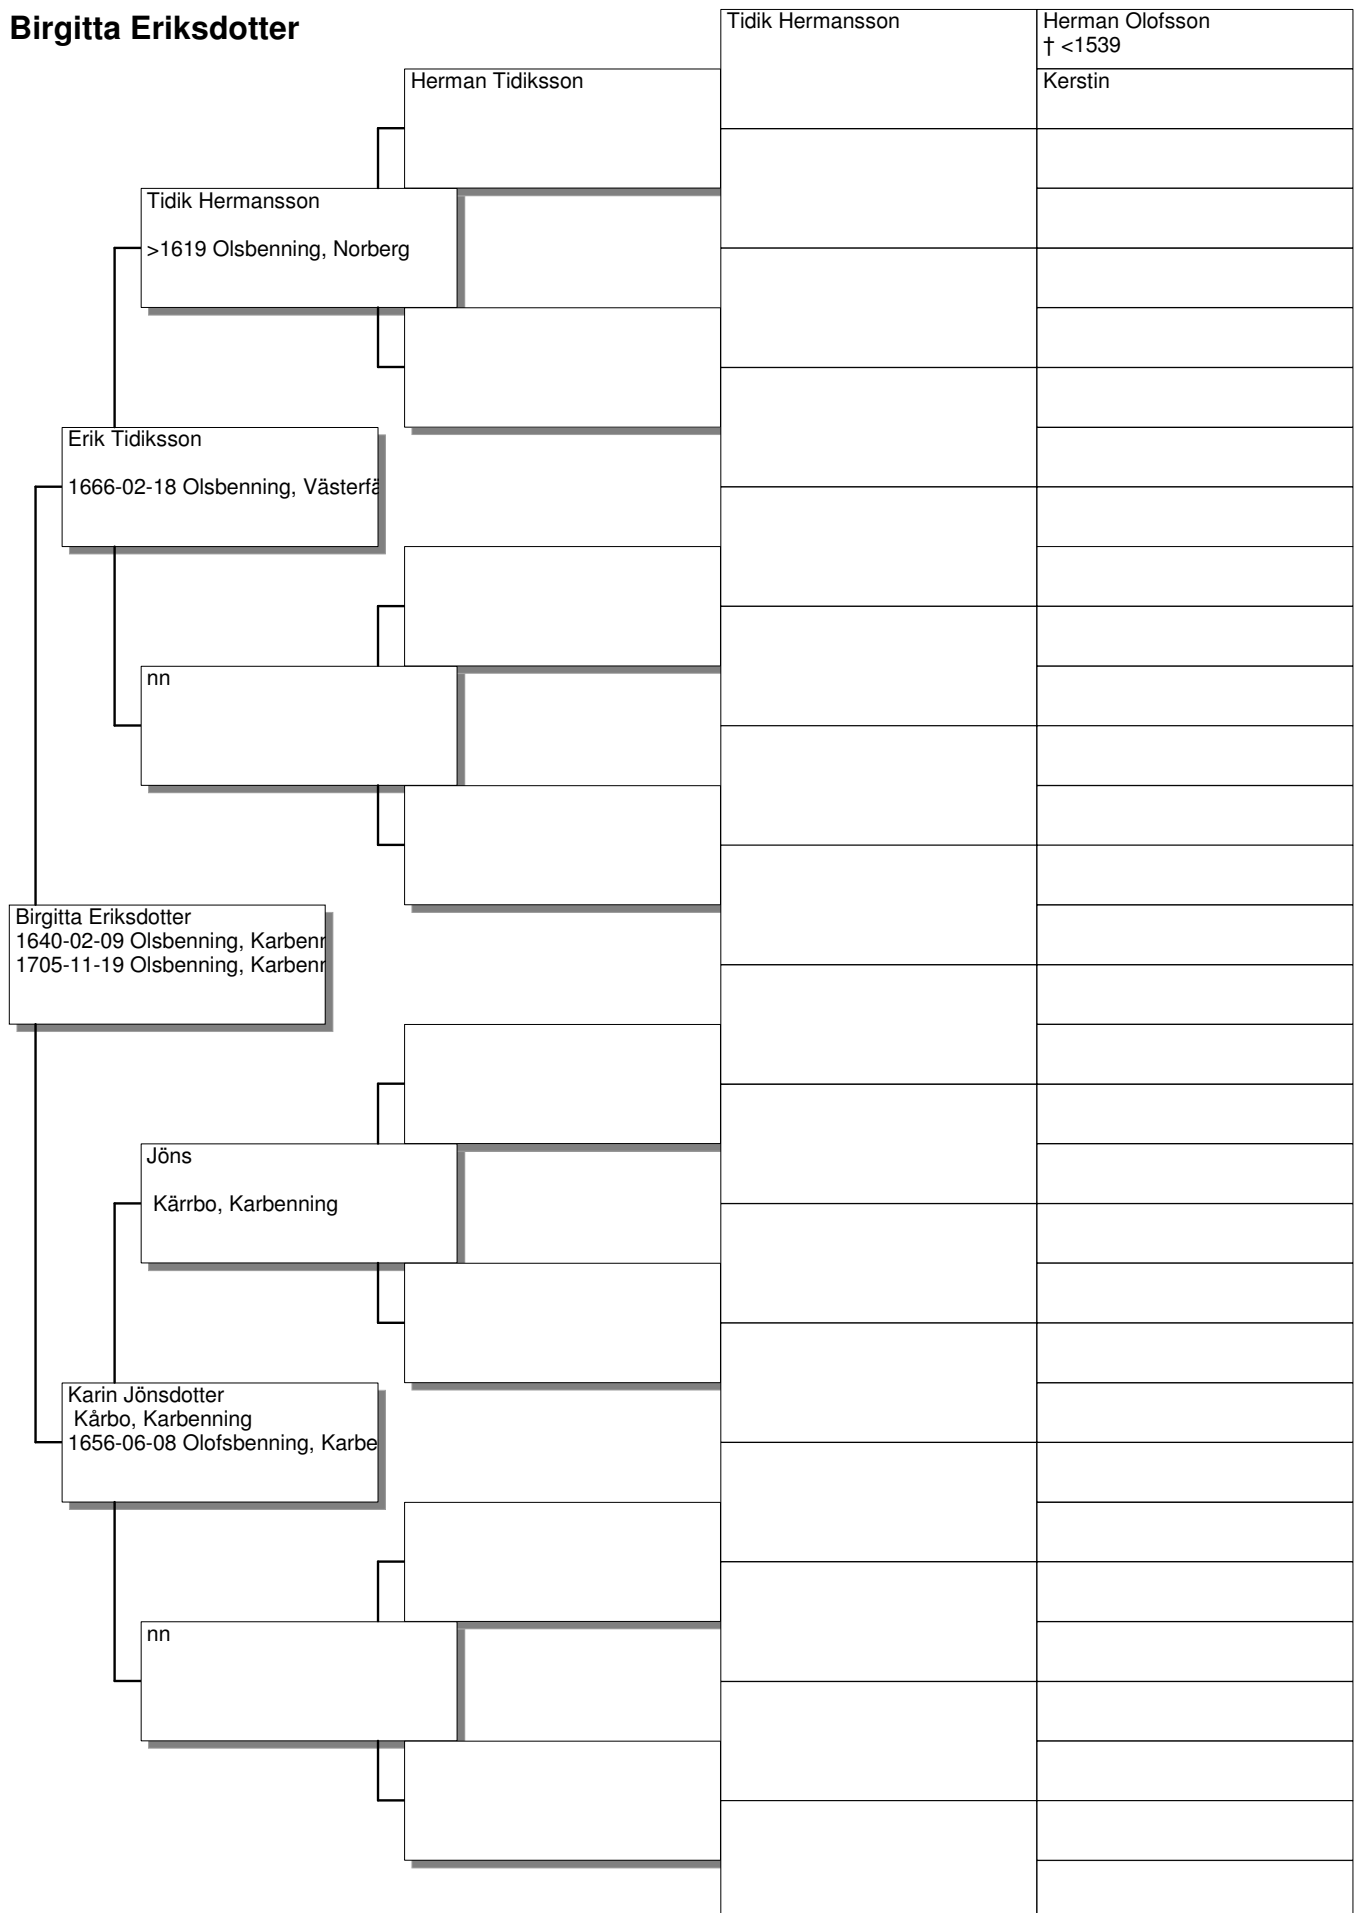 Birgitta Eriksdotter
Tidik Hermansson
Herman Olofsson
† <1539
Herman Tidiksson
Kerstin
Tidik Hermansson
>1619 Olsbenning, Norberg
Erik Tidiksson
1666-02-18 Olsbenning, Västerfä
nn
Birgitta Eriksdotter
1640-02-09 Olsbenning, Karbenn
1705-11-19 Olsbenning, Karbenn
Jöns
Kärrbo, Karbenning
Karin Jönsdotter
Kårbo, Karbenning
1656-06-08 Olofsbenning, Karbe
nn